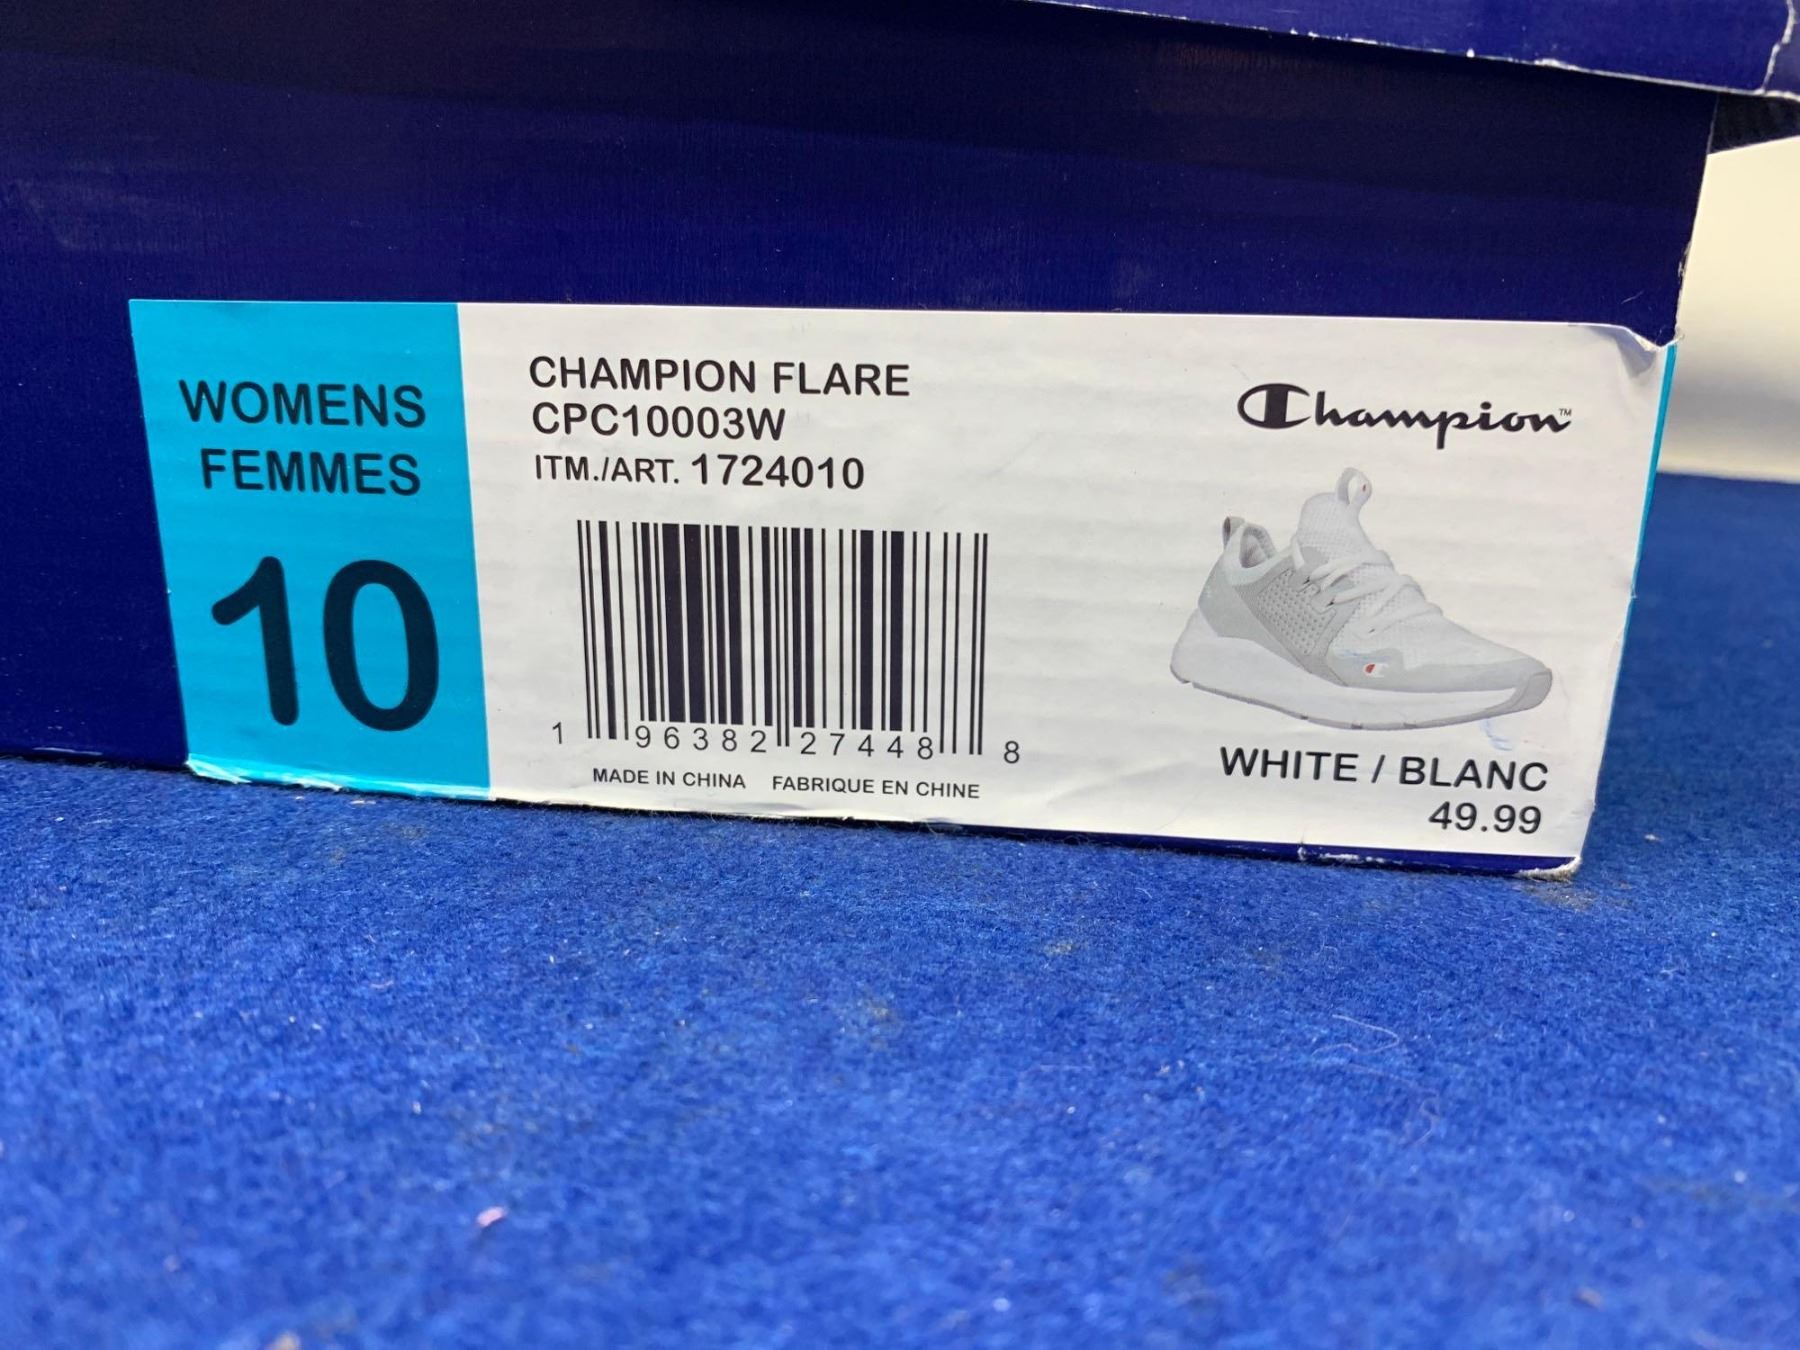 WOMENS
FEMMES
10
CHAMPION FLARE
CPC10003W
ITM./ART. 1724010
1 96382 27448 8
MADE IN CHINA FABRIQUE EN CHINE
Champion™
WHITE / BLANC
49.99